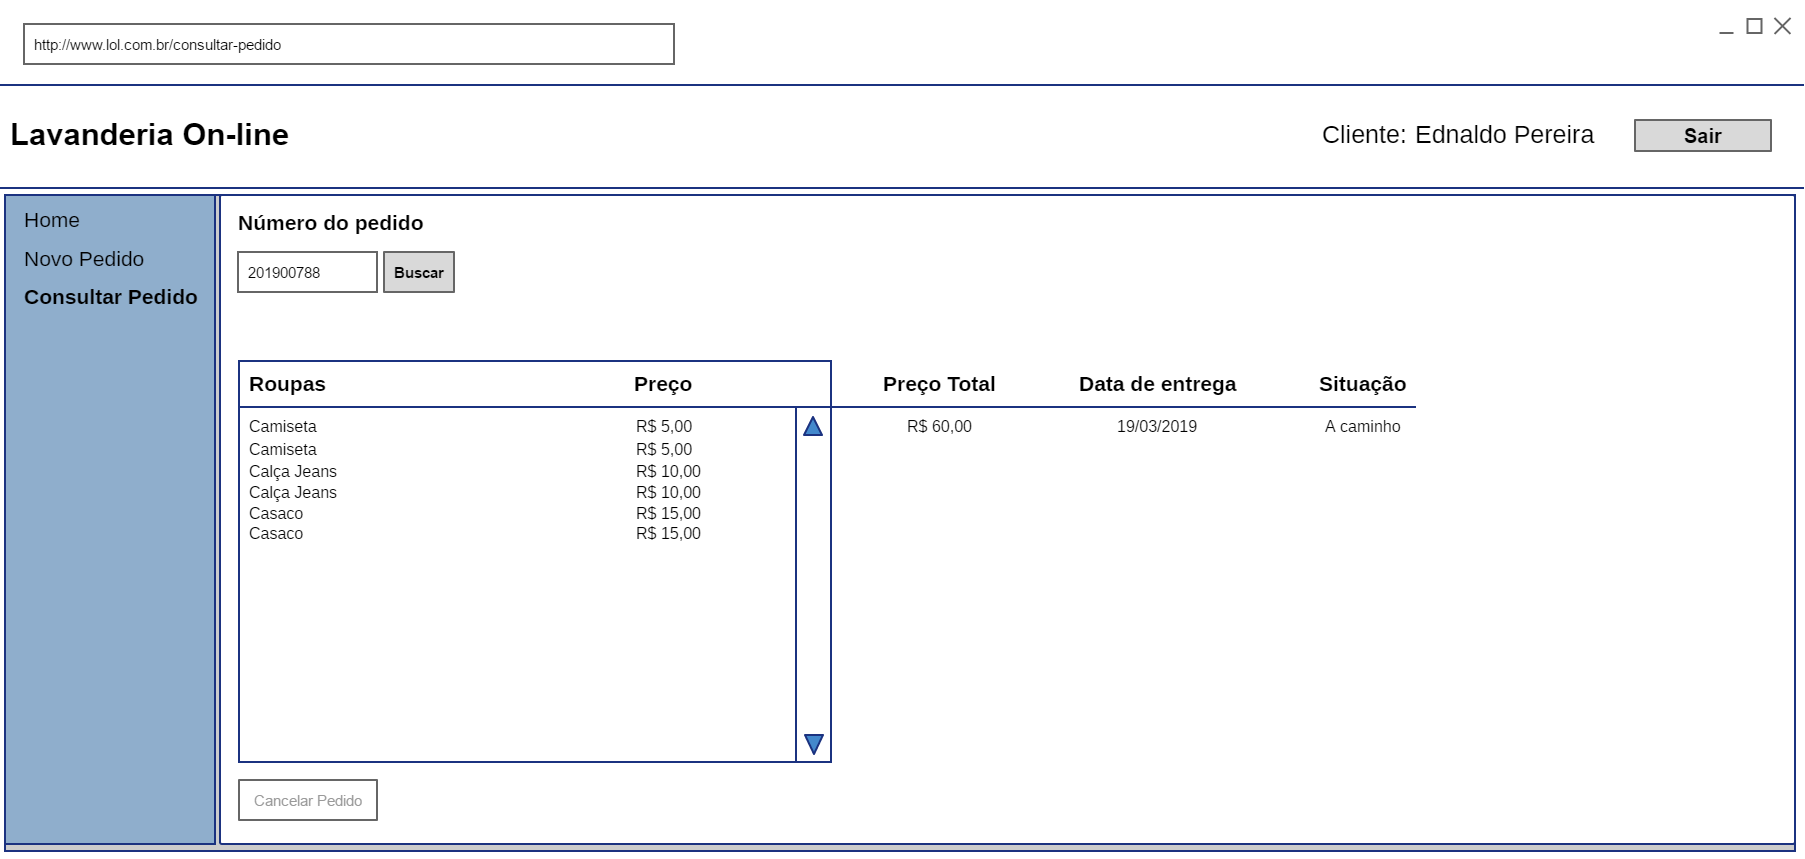 http://www.lol.com.br/consultar-pedido
Lavanderia On-line
Cliente: Ednaldo Pereira
Sair
Home
Novo Pedido
Consultar Pedido
Número do pedido
201900788
Buscar
Roupas Preço Preço Total Data de entrega Situação
Camiseta R$ 5,00 R$ 60,00 19/03/2019 A caminho
Camiseta R$ 5,00
Calça Jeans R$ 10,00
Calça Jeans R$ 10,00
Casaco R$ 15,00
Casaco R$ 15,00
Cancelar Pedido